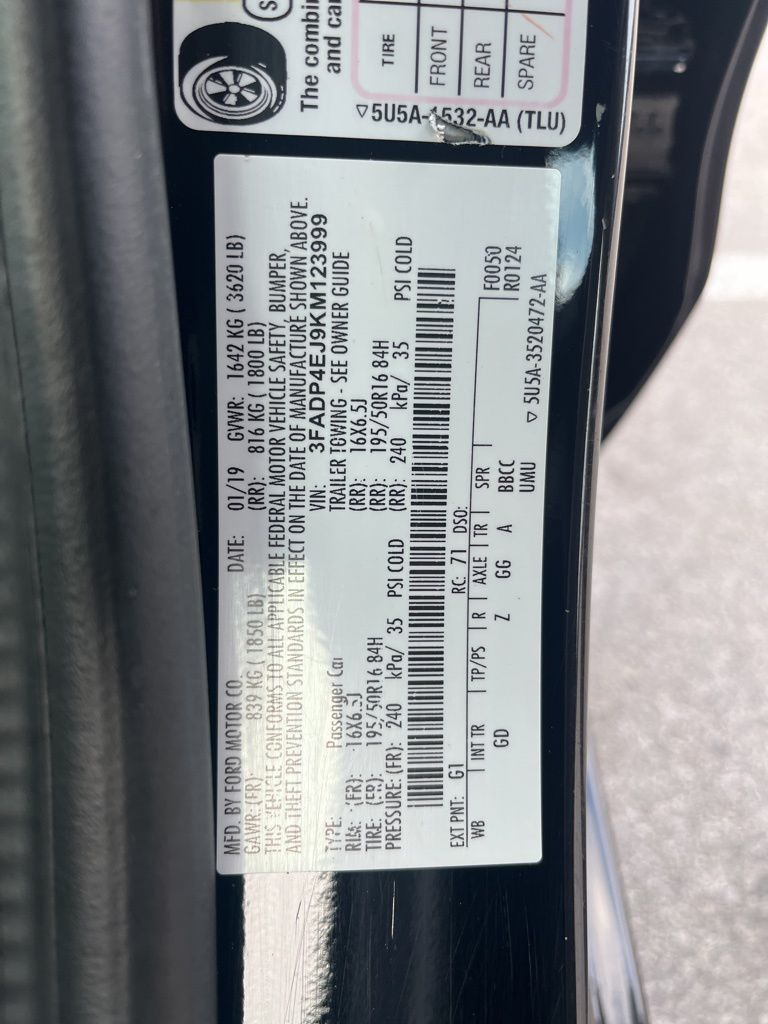 The combin
and car
TIRE
FRONT
REAR
SPARE
▽5U5A-1532-AA (TLU)
MFD. BY FORD MOTOR CO. DATE: 01/19 GVWR: 1642 KG ( 3620 LB)
GAWR: (FR): 839 KG ( 1850 LB) (RR): 816 KG ( 1800 LB)
THIS VEHICLE CONFORMS TO ALL APPLICABLE FEDERAL MOTOR VEHICLE SAFETY, BUMPER,
AND THEFT PREVENTION STANDARDS IN EFFECT ON THE DATE OF MANUFACTURE SHOWN ABOVE.
VIN: 3FADP4EJ9KM123999
TYPE: Passenger Car TRAILER TOWING - SEE OWNER GUIDE
RIM: (FR): 16X6.5J (RR): 16X6.5J
TIRE: (FR): 195/50R16 84H (RR): 195/50R16 84H
PRESSURE: (FR): 240 kPa/ 35 PSI COLD (RR): 240 kPa/ 35 PSI COLD
EXT PNT: G1 RC: 71 DSO: F0050
WB INT TR TP/PS R AXLE TR SPR R0124
GD Z GG A BBCC
UMU
▽ 5U5A-3520472-AA